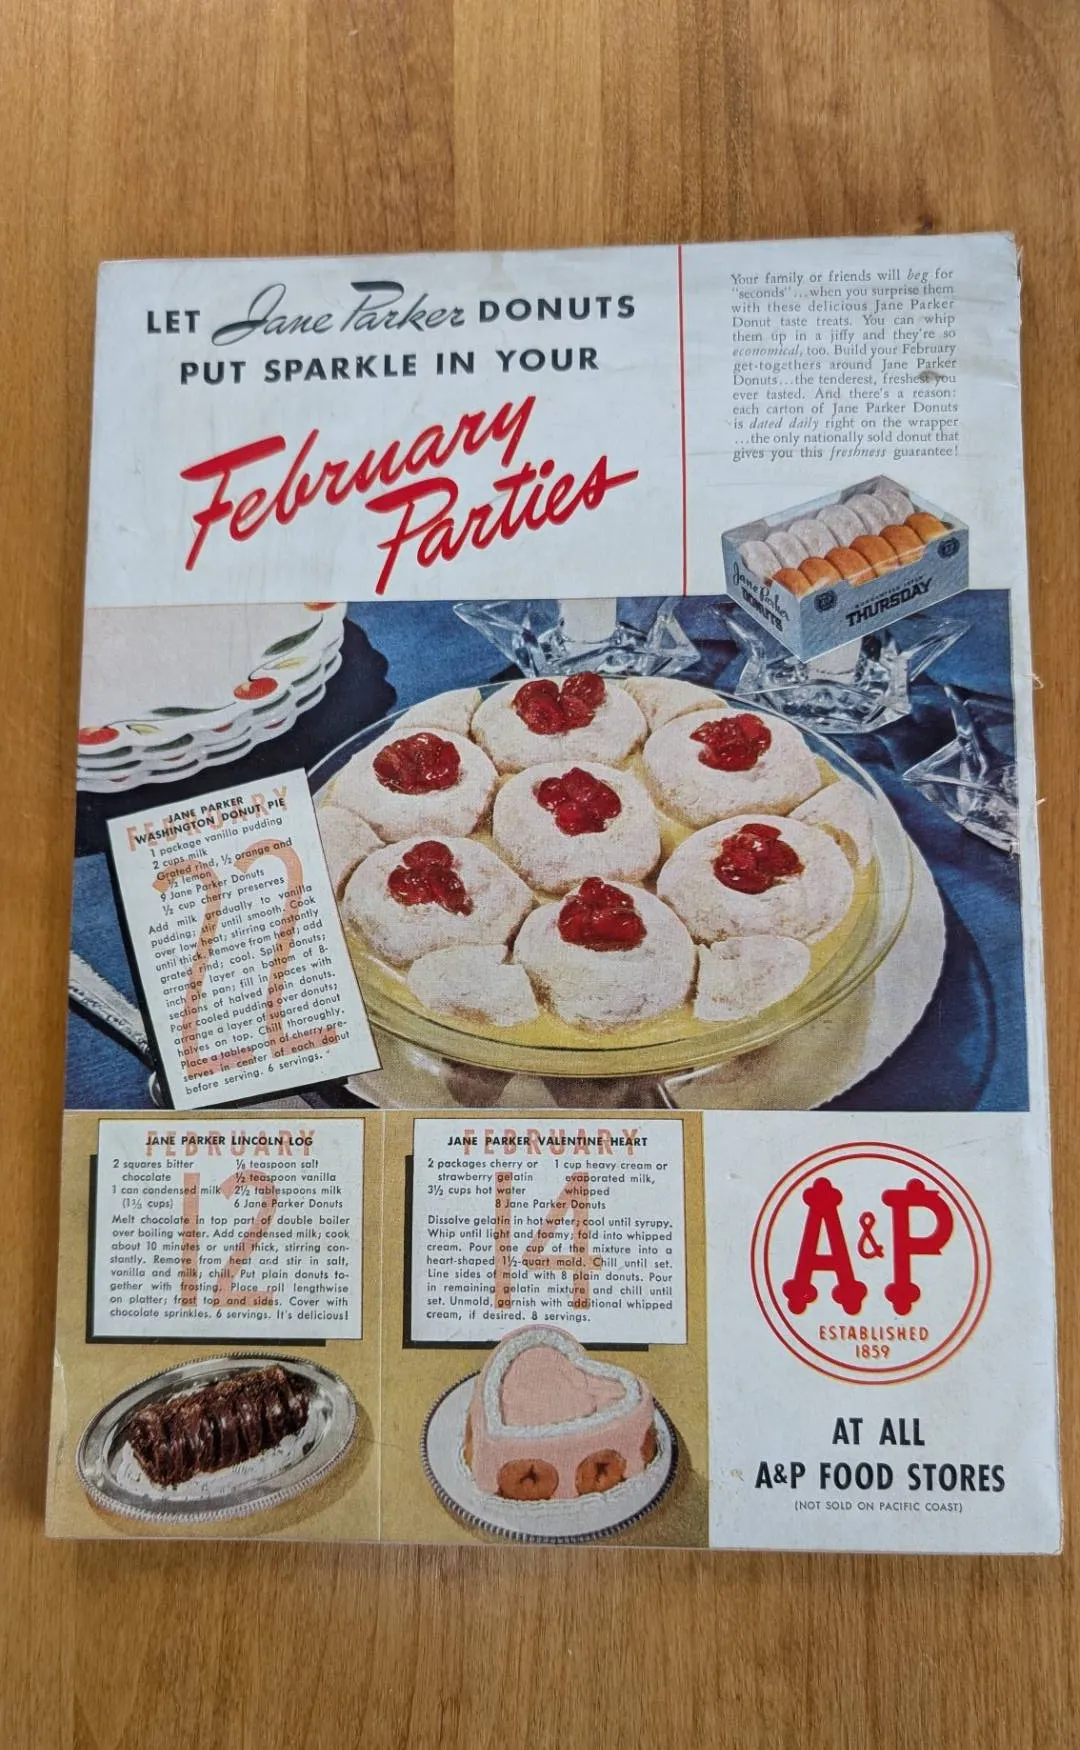 LET Jane Parker DONUTS
PUT SPARKLE IN YOUR
February
Parties
Your family or friends will beg for
"seconds"...when you surprise them
with these delicious Jane Parker
Donut taste treats. You can whip
them up in a jiffy and they're so
economical, too. Build your February
get-togethers around Jane Parker
Donuts...the tenderest, freshest you
ever tasted. And there's a reason:
each carton of Jane Parker Donuts
is dated daily right on the wrapper
...the only nationally sold donut that
gives you this freshness guarantee!
Jane Parker
DONUTS
THURSDAY
FEBRUARY
22
JANE PARKER
WASHINGTON DONUT PIE
1 package vanilla pudding
2 cups milk
Grated rind, ½ orange and
½ lemon
9 Jane Parker Donuts
½ cup cherry preserves
Add milk gradually to vanilla
pudding; stir until smooth. Cook
over low heat; stirring constantly
until thick. Remove from heat; add
grated rind; cool. Split donuts;
arrange layer on bottom of 8-
inch pie pan; fill in spaces with
sections of halved plain donuts.
Pour cooled pudding over donuts;
arrange a layer of sugared donut
halves on top. Chill thoroughly.
Place a tablespoon of cherry pre-
serves in center of each donut
before serving. 6 servings.
FEBRUARY
12
JANE PARKER LINCOLN LOG
2 squares bitter
chocolate
1 can condensed milk
(1⅓ cups)
⅛ teaspoon salt
½ teaspoon vanilla
2½ tablespoons milk
6 Jane Parker Donuts
Melt chocolate in top part of double boiler
over boiling water. Add condensed milk; cook
about 10 minutes or until thick, stirring con-
stantly. Remove from heat and stir in salt,
vanilla and milk; chill. Put plain donuts to-
gether with frosting. Place roll lengthwise
on platter; frost top and sides. Cover with
chocolate sprinkles. 6 servings. It's delicious!
FEBRUARY
14
JANE PARKER VALENTINE HEART
2 packages cherry or
strawberry gelatin
3½ cups hot water
1 cup heavy cream or
evaporated milk,
whipped
8 Jane Parker Donuts
Dissolve gelatin in hot water; cool until syrupy.
Whip until light and foamy; fold into whipped
cream. Pour one cup of the mixture into a
heart-shaped 1½-quart mold. Chill until set.
Line sides of mold with 8 plain donuts. Pour
in remaining gelatin mixture and chill until
set. Unmold, garnish with additional whipped
cream, if desired. 8 servings.
A&P
ESTABLISHED
1859
AT ALL
A&P FOOD STORES
(NOT SOLD ON PACIFIC COAST)